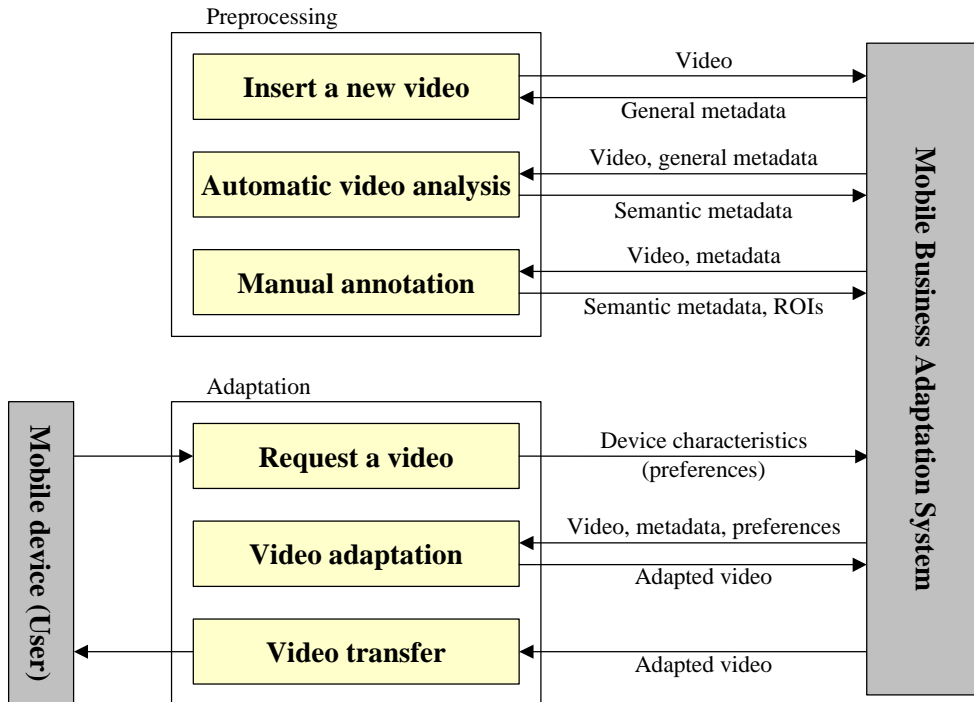 Preprocessing
Insert a new video
Video
General metadata
Automatic video analysis
Video, general metadata
Semantic metadata
Manual annotation
Video, metadata
Semantic metadata, ROIs
Mobile Business Adaptation System
Adaptation
Mobile device (User)
Request a video
Device characteristics
(preferences)
Video adaptation
Video, metadata, preferences
Adapted video
Video transfer
Adapted video